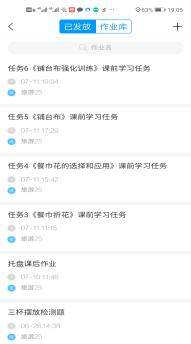 63% 19:05
已发放 作业库
作业名
任务6《铺台布强化训练》课前学习任务
07-11 19:04
旅游25
任务5《铺台布》课前学习任务
07-11 17:29
旅游25
任务4《餐巾花的选择和应用》课前学习任务
07-11 15:42
旅游25
任务3《餐巾折花》课前学习任务
07-11 11:15
旅游25
托盘课后作业
07-10 11:46
旅游25
三杯摆放检测题
06-26 14:38
旅游25